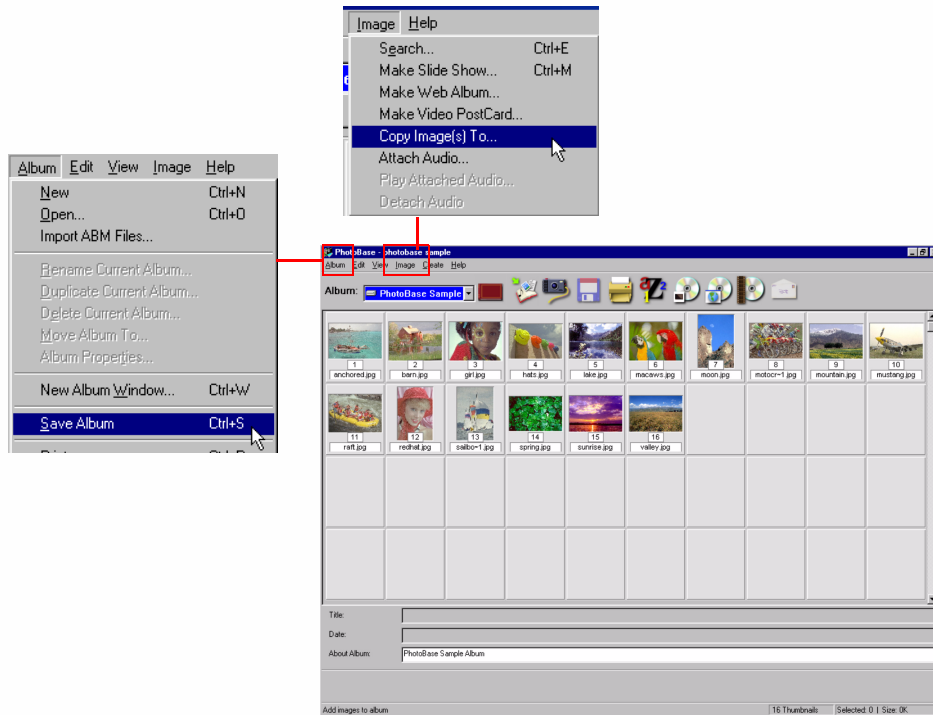 Image Help
Search... Ctrl+E
Make Slide Show... Ctrl+M
Make Web Album...
Make Video PostCard...
Copy Image(s) To...
Attach Audio...
Play Attached Audio...
Detach Audio
Album Edit View Image Help
New Ctrl+N
Open... Ctrl+O
Import ABM Files...
Rename Current Album...
Duplicate Current Album...
Delete Current Album...
Move Album To...
Album Properties...
New Album Window... Ctrl+W
Save Album Ctrl+S
PhotoBase - photobase sample
Album Edit View Image Create Help
Album: PhotoBase Sample
1 2 3 4 5 6 7 8 9 10
anchored.jpg barn.jpg girl.jpg hats.jpg lake.jpg macaws.jpg moon.jpg motocr~1.jpg mountain.jpg mustang.jpg
11 12 13 14 15 16
raft.jpg redhat.jpg sailbo~1.jpg spring.jpg sunrise.jpg valley.jpg
Title:
Date:
About Album: PhotoBase Sample Album
Add images to album 16 Thumbnails Selected: 0 | Size: 0K